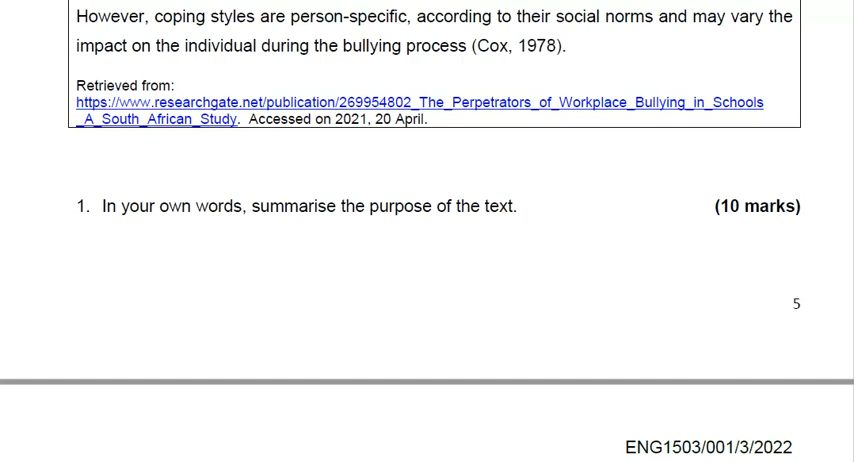 However, coping styles are person-specific, according to their social norms and may vary the
impact on the individual during the bullying process (Cox, 1978).
Retrieved from:
https://www.researchgate.net/publication/269954802_The_Perpetrators_of_Workplace_Bullying_in_Schools
_A_South_African_Study. Accessed on 2021, 20 April.
1. In your own words, summarise the purpose of the text. (10 marks)
5
ENG1503/001/3/2022